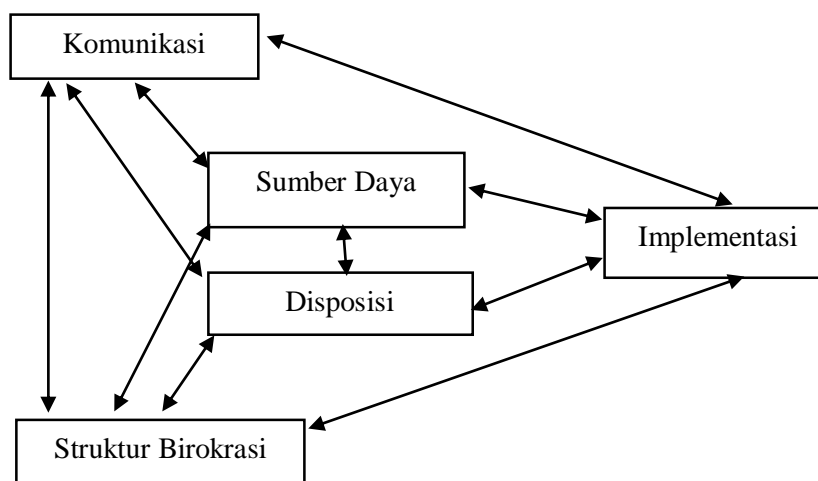 Komunikasi
Sumber Daya
Implementasi
Disposisi
Struktur Birokrasi